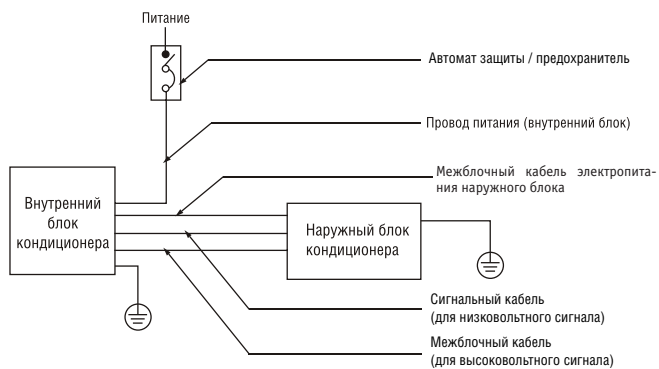 Питание
Автомат защиты / предохранитель
Провод питания (внутренний блок)
Межблочный кабель электропита-
ния наружного блока
Внутренний
блок
кондиционера
Наружный блок
кондиционера
Сигнальный кабель
(для низковольтного сигнала)
Межблочный кабель
(для высоковольтного сигнала)